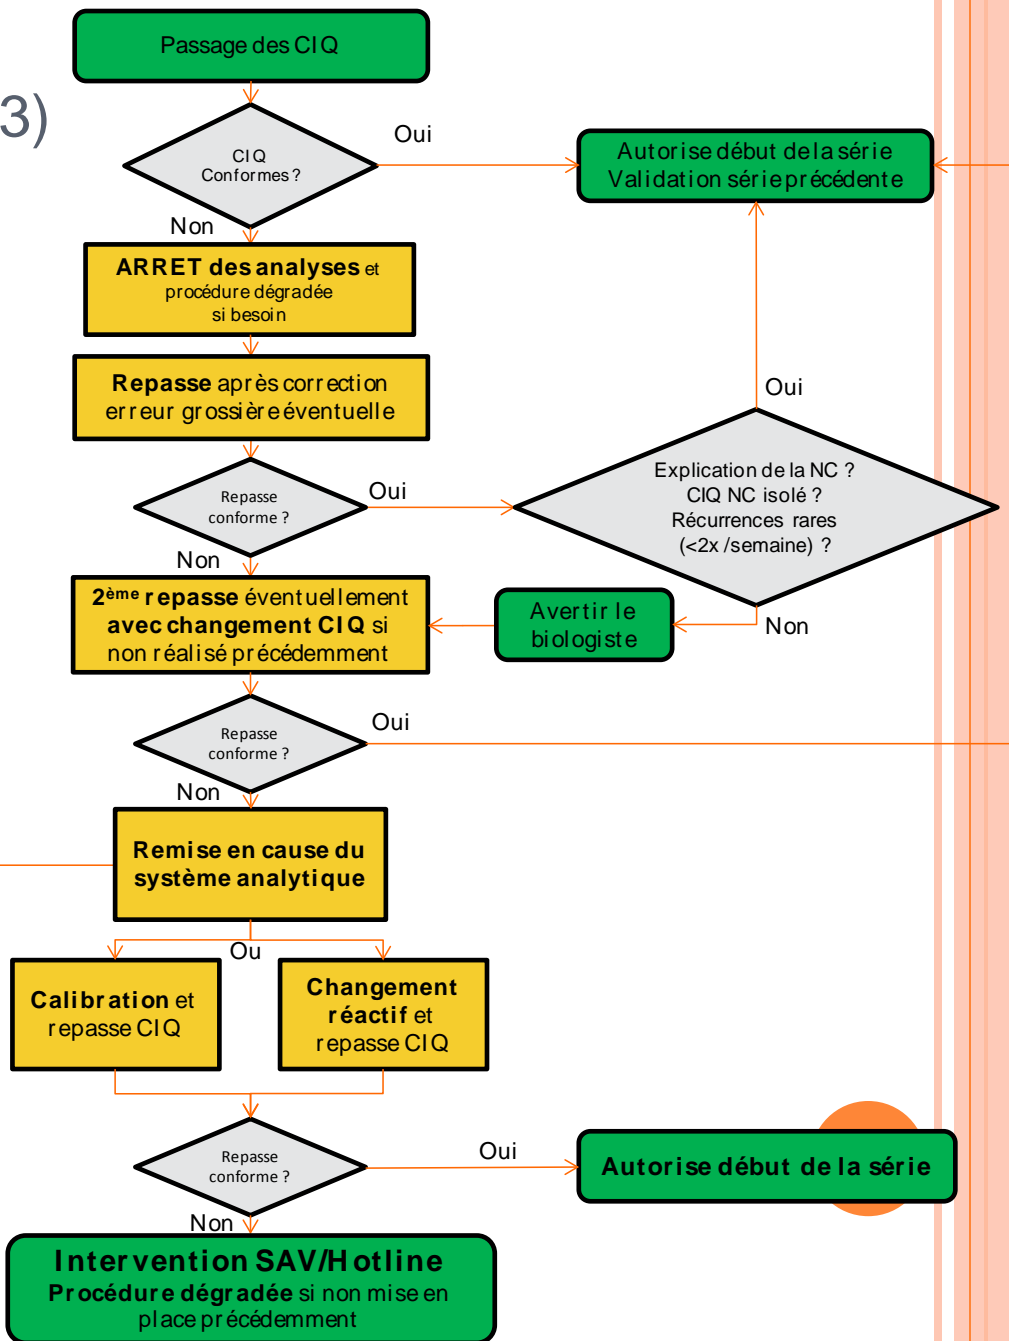 Passage des CIQ
3)
CIQ
Conformes ?
Oui
Autorise début de la série
Validation série précédente
Non
ARRET des analyses et
procédure dégradée
si besoin
Repasse après correction
erreur grossière éventuelle
Oui
Explication de la NC ?
CIQ NC isolé ?
Récurrences rares
(<2x /semaine) ?
Repasse
conforme ?
Oui
Non
2ème repasse éventuellement
avec changement CIQ si
non réalisé précédemment
Avertir le
biologiste
Non
Repasse
conforme ?
Oui
Non
Remise en cause du
système analytique
Ou
Calibration et
repasse CIQ
Changement
réactif et
repasse CIQ
Repasse
conforme ?
Oui
Autorise début de la série
Non
Intervention SAV/Hotline
Procédure dégradée si non mise en
place précédemment